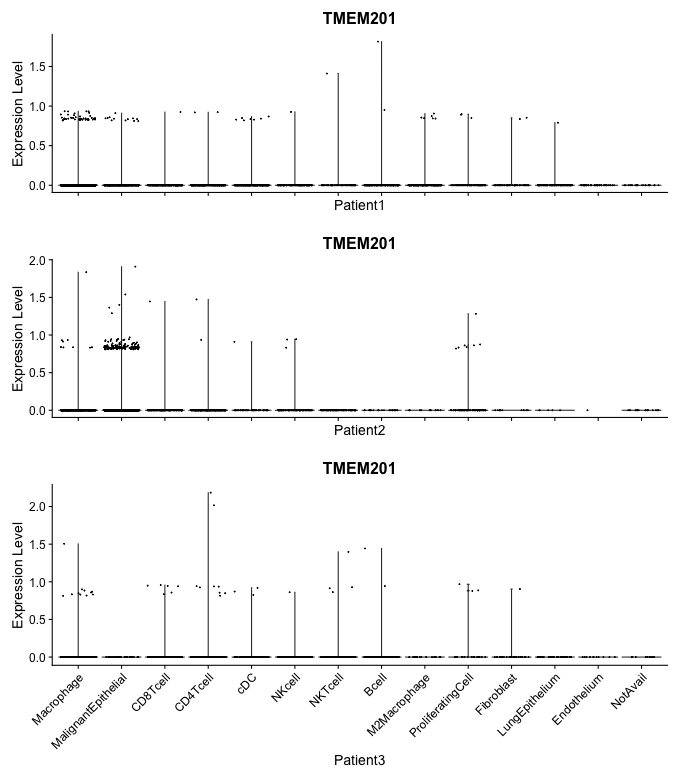 TMEM201
Expression Level
1.5
1.0
0.5
0.0
Patient1
TMEM201
Expression Level
2.0
1.5
1.0
0.5
0.0
Patient2
TMEM201
Expression Level
2.0
1.5
1.0
0.5
0.0
Macrophage
MalignantEpithelial
CD8Tcell
CD4Tcell
cDC
NKcell
NKTcell
Bcell
M2Macrophage
ProliferatingCell
Fibroblast
LungEpithelium
Endothelium
NotAvail
Patient3